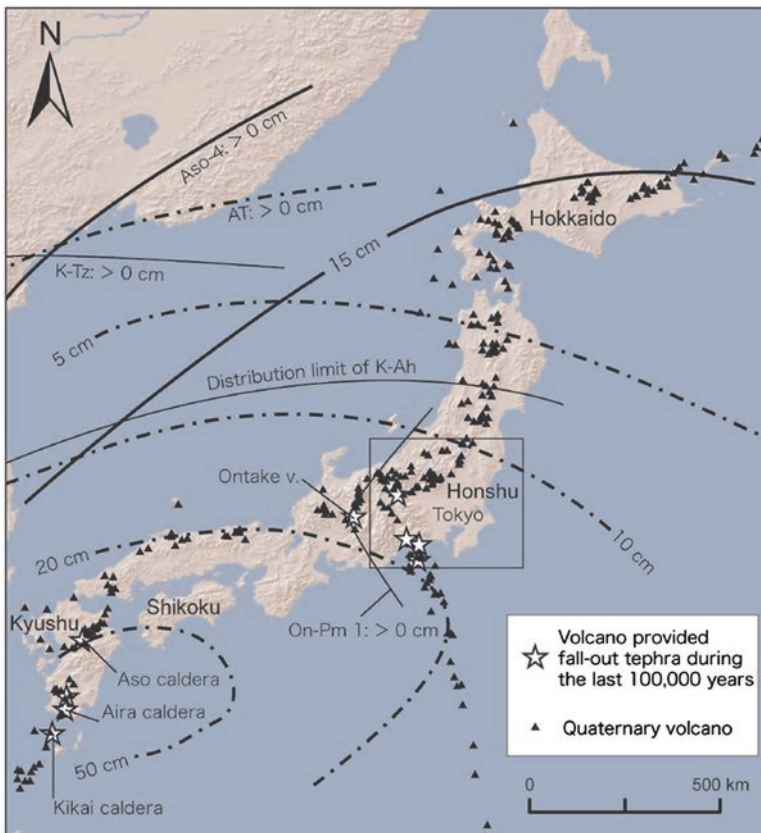 N
Aso-4: > 0 cm
AT: > 0 cm
K-Tz: > 0 cm
15 cm
Hokkaido
5 cm
Distribution limit of K-Ah
Ontake v.
Honshu
Tokyo
20 cm
10 cm
Kyushu
Shikoku
On-Pm 1: > 0 cm
Aso caldera
Aira caldera
50 cm
Kikai caldera
Volcano provided
fall-out tephra during
the last 100,000 years
Quaternary volcano
0
500 km